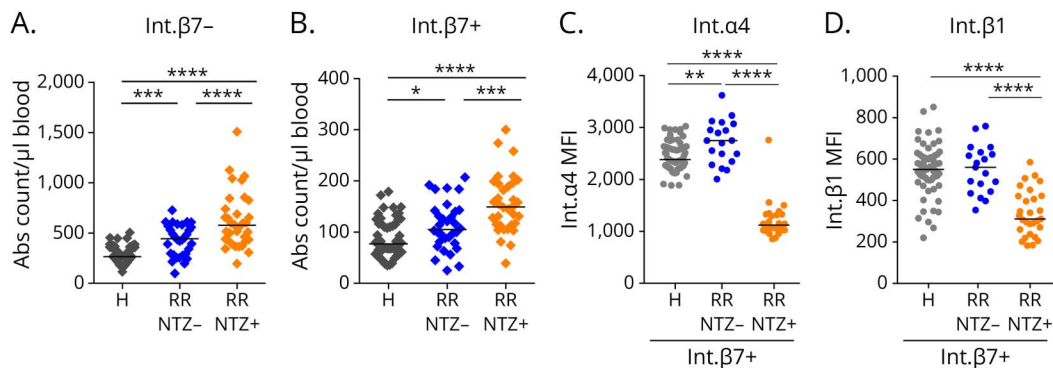 A.
Int.β7–
Abs count/μl blood
2,000
1,500
1,000
500
0
****
***
****
H
RR
NTZ–
RR
NTZ+
B.
Int.β7+
Abs count/μl blood
400
300
200
100
0
****
*
***
H
RR
NTZ–
RR
NTZ+
C.
Int.α4
Int.α4 MFI
4,000
3,000
2,000
1,000
0
****
**
****
H
RR
NTZ–
RR
NTZ+
Int.β7+
D.
Int.β1
Int.β1 MFI
1,000
800
600
400
200
0
****
****
H
RR
NTZ–
RR
NTZ+
Int.β7+